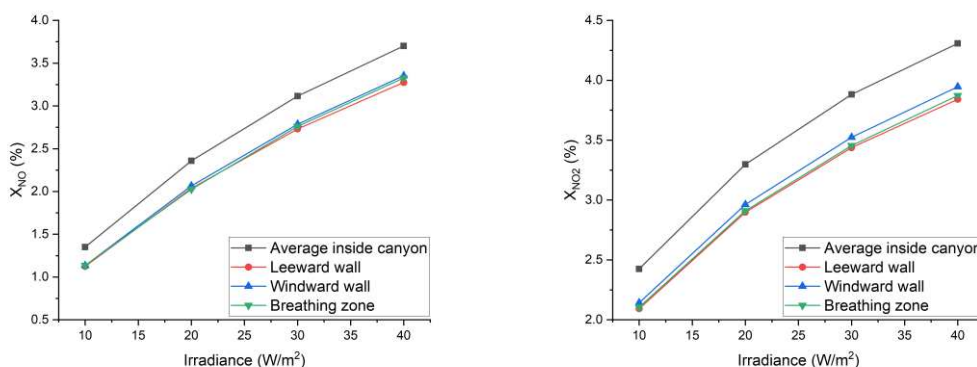 4.0
3.5
3.0
2.5
2.0
1.5
1.0
0.5
X_NO (%)
10 15 20 25 30 35 40
Irradiance (W/m²)
Average inside canyon
Leeward wall
Windward wall
Breathing zone
4.5
4.0
3.5
3.0
2.5
2.0
X_NO2 (%)
10 15 20 25 30 35 40
Irradiance (W/m²)
Average inside canyon
Leeward wall
Windward wall
Breathing zone